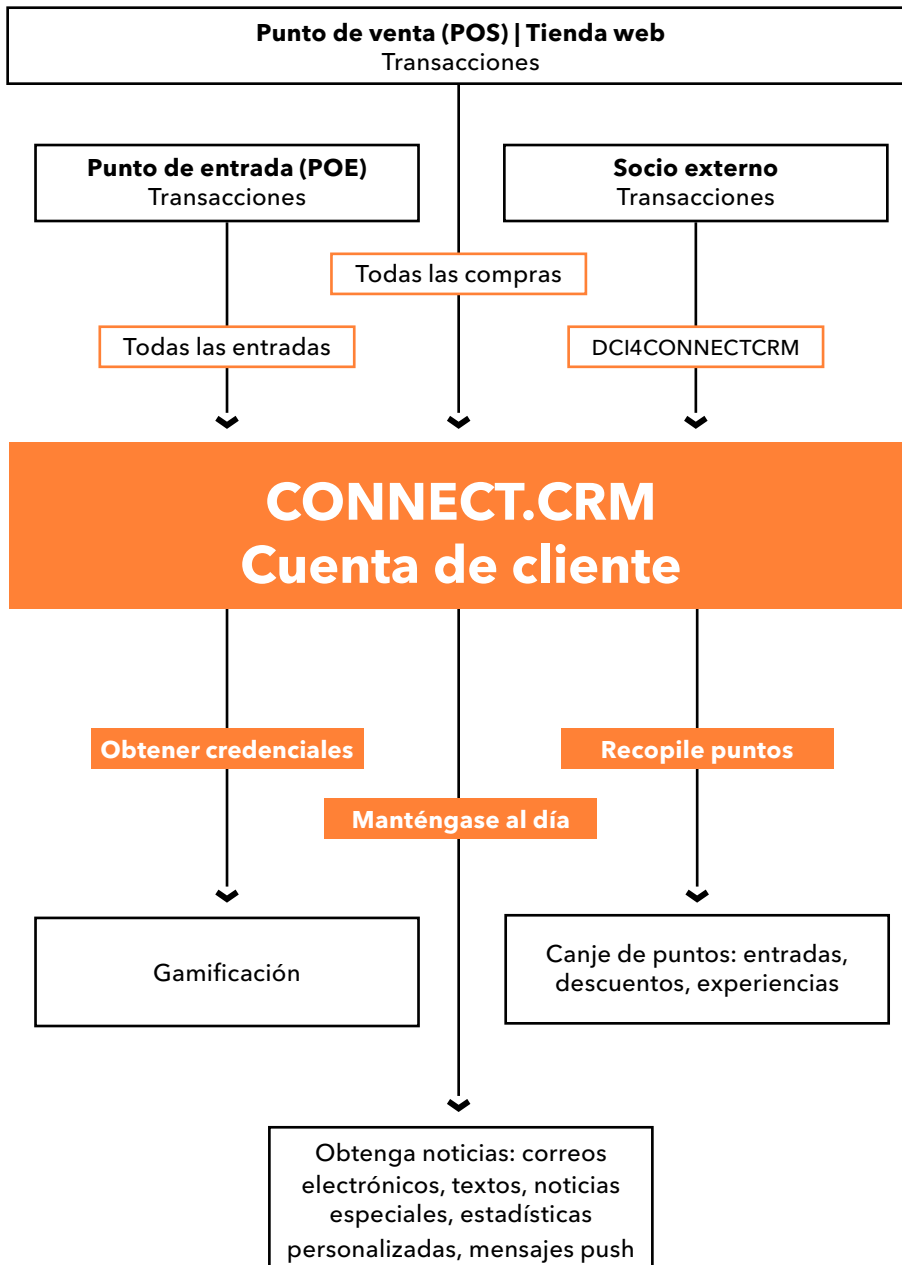 Punto de venta (POS) | Tienda web
Transacciones
Punto de entrada (POE)
Transacciones
Socio externo
Transacciones
Todas las compras
Todas las entradas
DCI4CONNECTCRM
CONNECT.CRM
Cuenta de cliente
Obtener credenciales
Recopile puntos
Manténgase al día
Gamificación
Canje de puntos: entradas,
descuentos, experiencias
Obtenga noticias: correos
electrónicos, textos, noticias
especiales, estadísticas
personalizadas, mensajes push